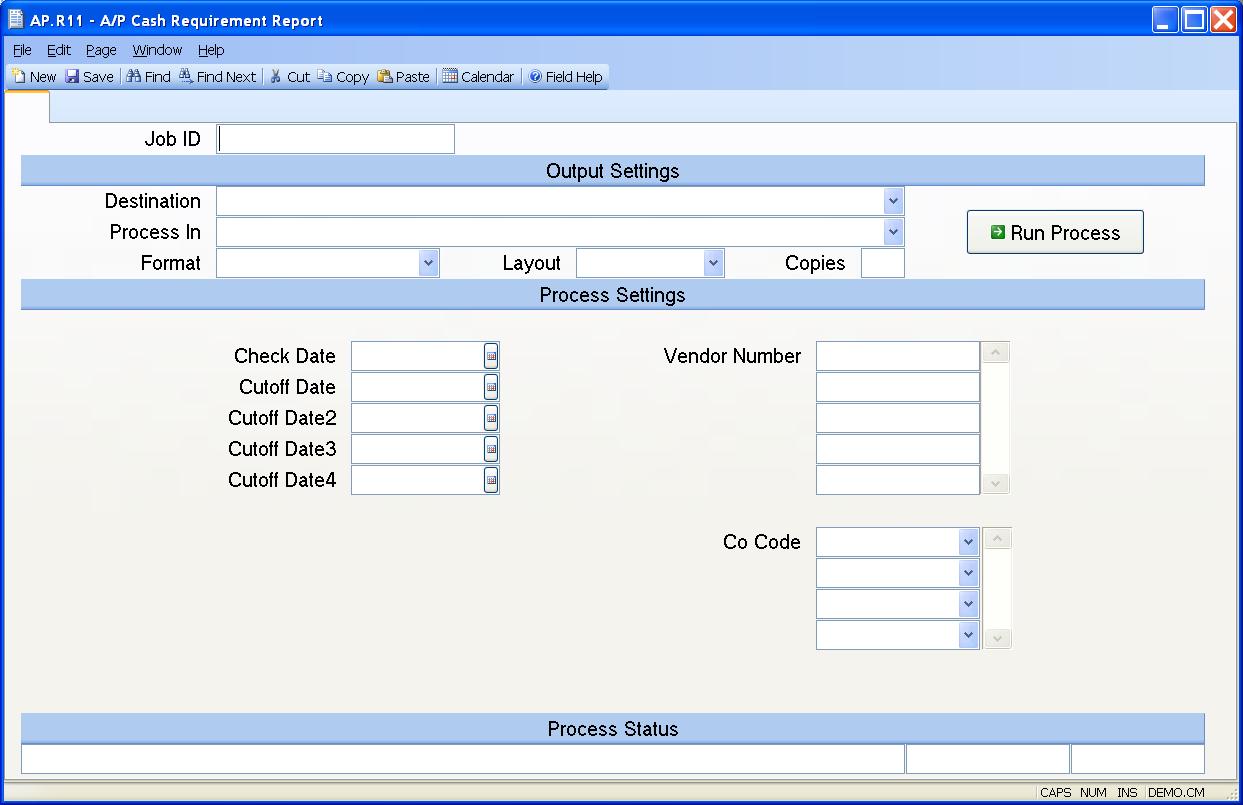 AP.R11 - A/P Cash Requirement Report
File Edit Page Window Help
New Save Find Find Next Cut Copy Paste Calendar Field Help
Job ID
Output Settings
Destination
Process In
Run Process
Format Layout Copies
Process Settings
Check Date Vendor Number
Cutoff Date
Cutoff Date2
Cutoff Date3
Cutoff Date4
Co Code
Process Status
CAPS NUM INS DEMO.CM